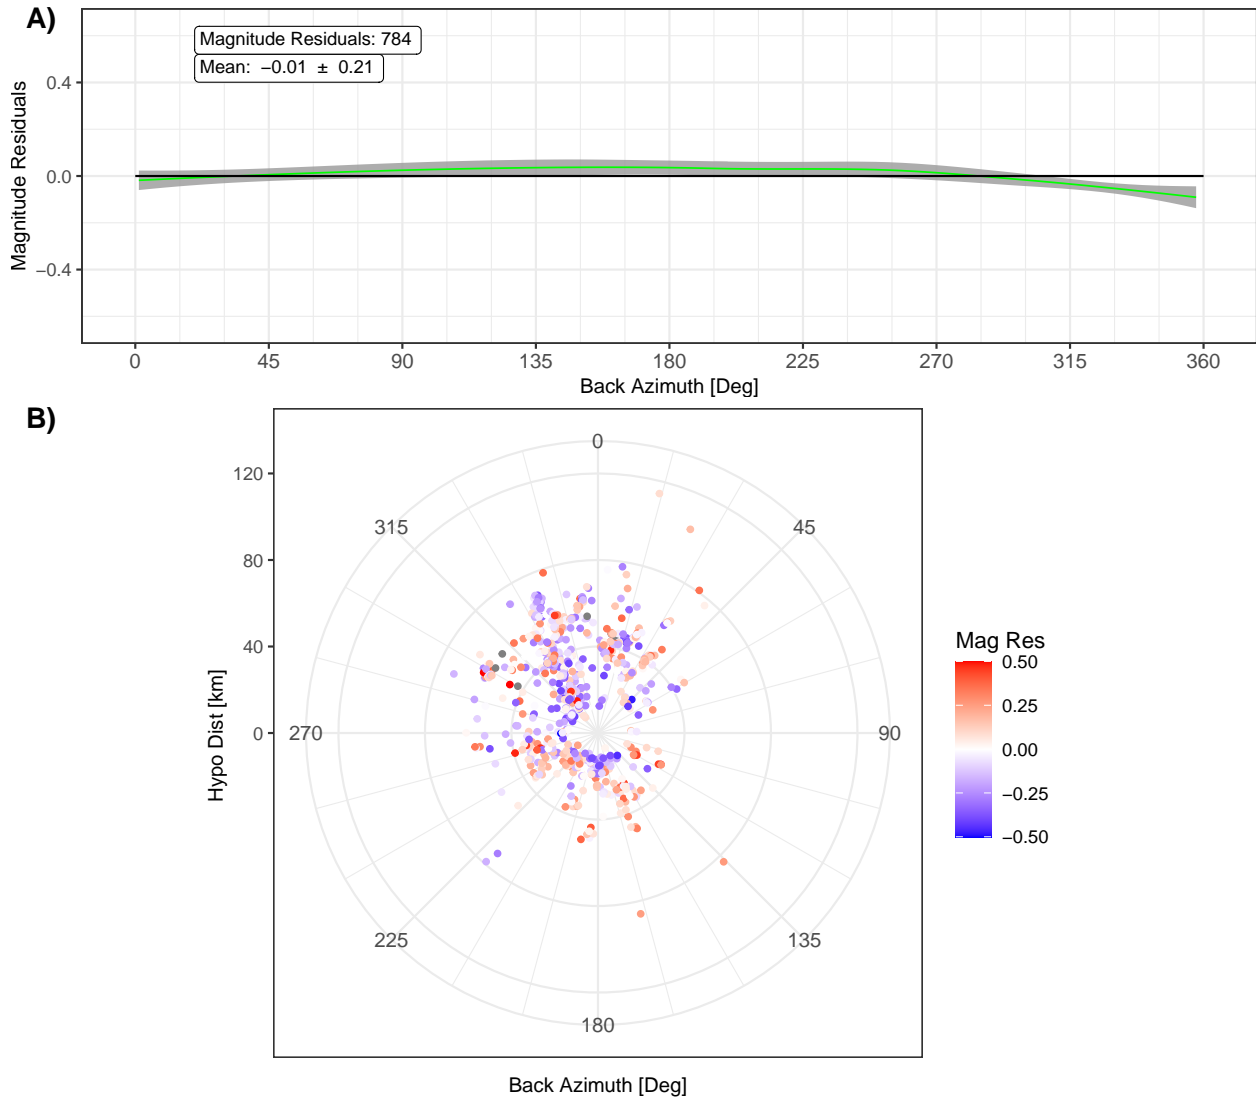 A)
Magnitude Residuals: 784
Mean: −0.01 ± 0.21
Magnitude Residuals
0.4
0.0
−0.4
0 45 90 135 180 225 270 315 360
Back Azimuth [Deg]
B)
Hypo Dist [km]
120
80
40
0
0
45
90
135
180
225
270
315
Back Azimuth [Deg]
Mag Res
0.50
0.25
0.00
−0.25
−0.50